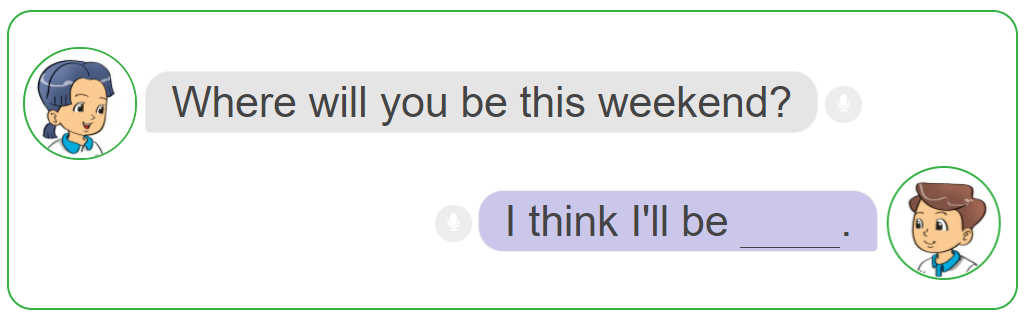 Where will you be this weekend?
I think I'll be _____.